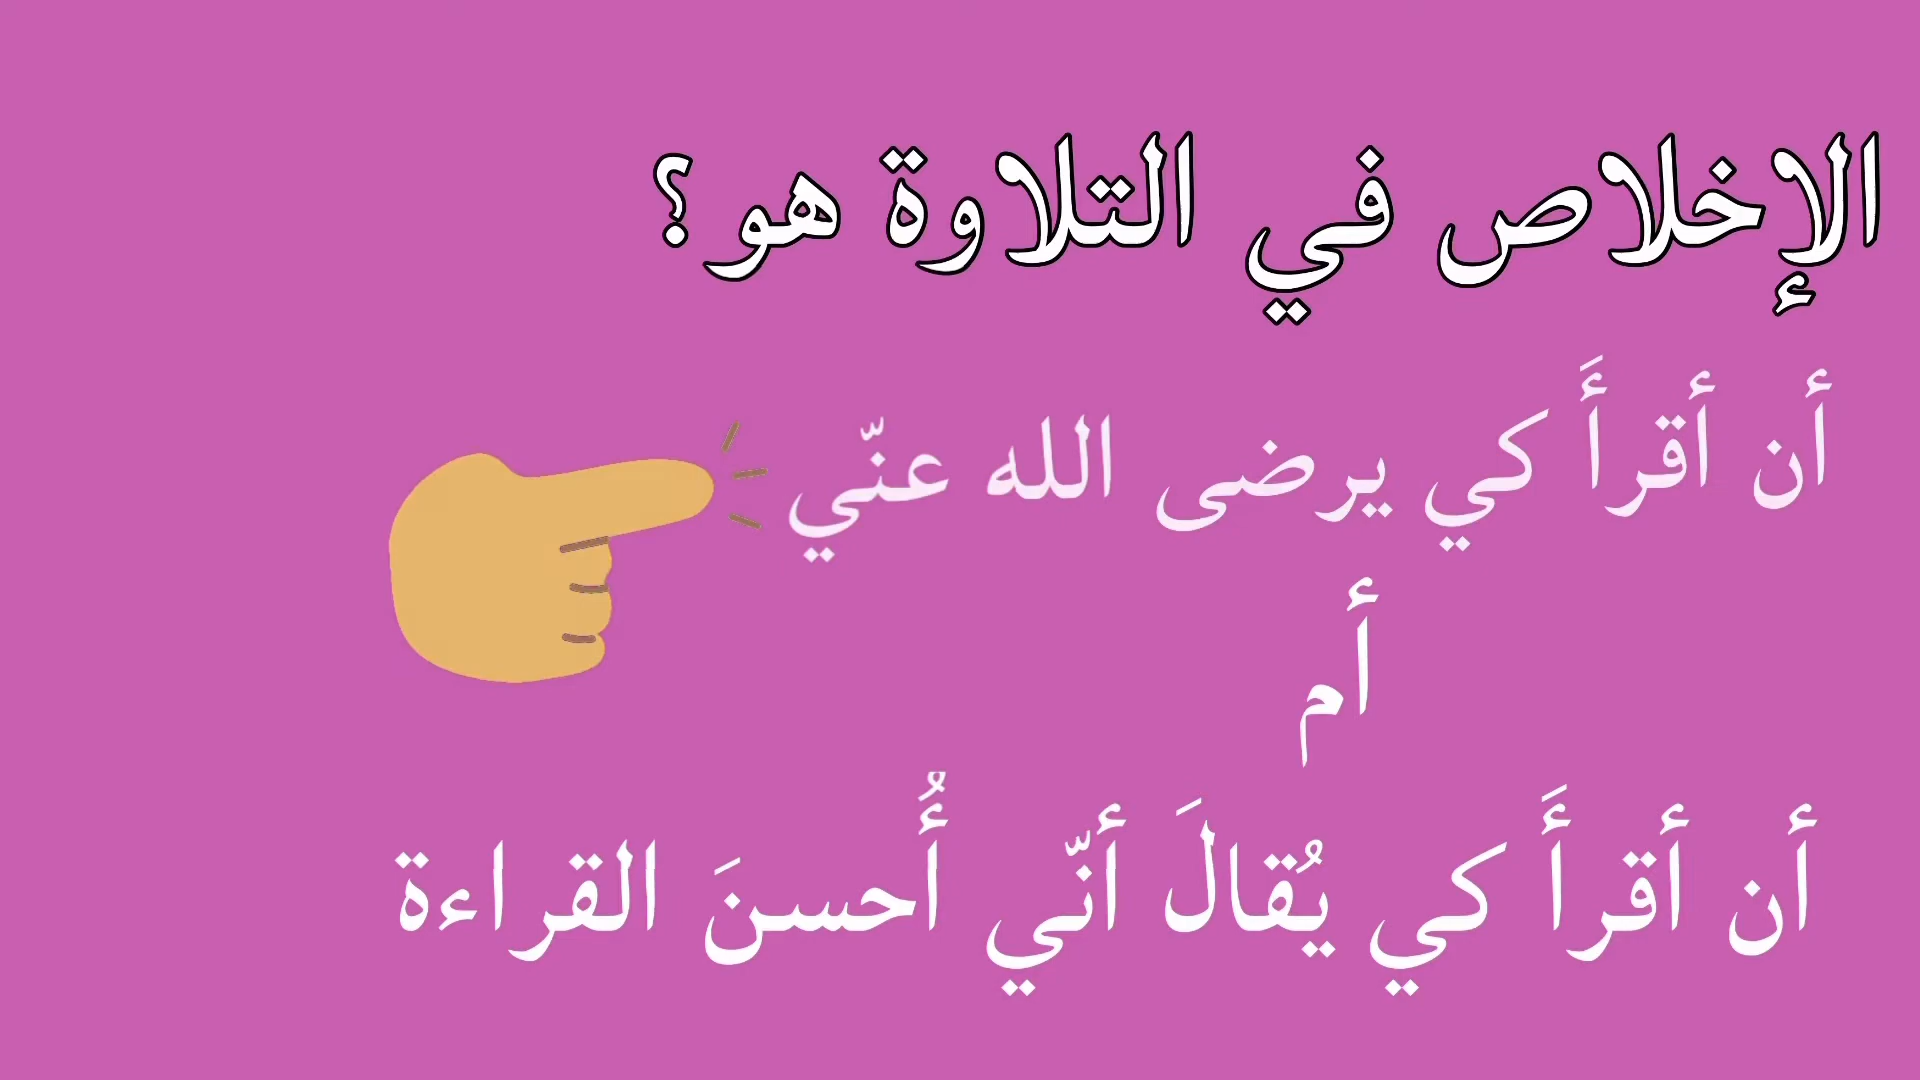 الإخلاص في التلاوة هو؟
أن أقرأَ كي يرضى الله عنّي
أم
أن أقرأَ كي يُقالَ أنّي أُحسنَ القراءة